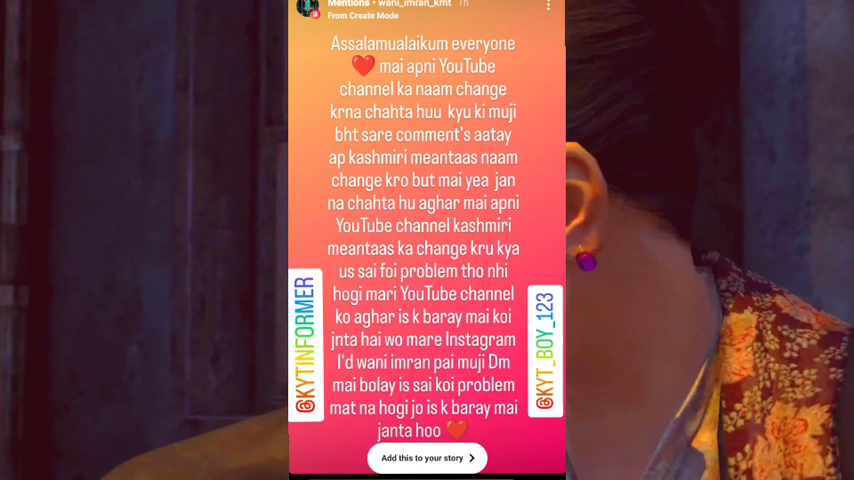 Mentions • wani_imran_kmt 1h
From Create Mode
Assalamualaikum everyone
❤️ mai apni YouTube
channel ka naam change
krna chahta huu kyu ki muji
bht sare comment's aatay
ap kashmiri meantaas naam
change kro but mai yea jan
na chahta hu aghar mai apni
YouTube channel kashmiri
meantaas ka change kru kya
us sai foi problem tho nhi
hogi mari YouTube channel
ko aghar is k baray mai koi
jnta hai wo mare Instagram
I'd wani imran pai muji Dm
mai bolay is sai koi problem
mat na hogi jo is k baray mai
janta hoo ❤️
@KYTINFORMER
@KYT_BOY_123
Add this to your story